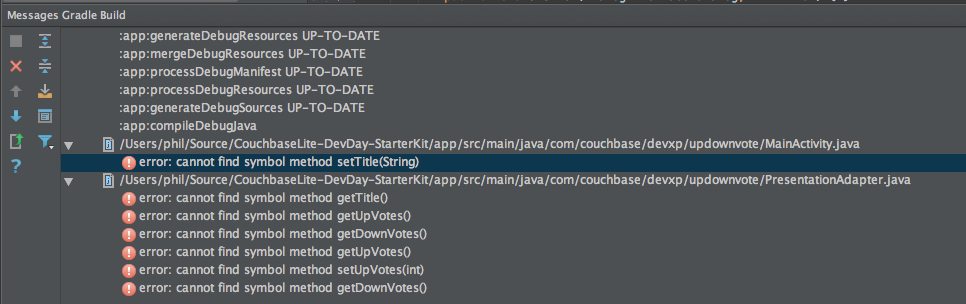 Messages Gradle Build
:app:generateDebugResources UP-TO-DATE
:app:mergeDebugResources UP-TO-DATE
:app:processDebugManifest UP-TO-DATE
:app:processDebugResources UP-TO-DATE
:app:generateDebugSources UP-TO-DATE
:app:compileDebugJava
/Users/phil/Source/CouchbaseLite-DevDay-StarterKit/app/src/main/java/com/couchbase/devxp/updownvote/MainActivity.java
error: cannot find symbol method setTitle(String)
/Users/phil/Source/CouchbaseLite-DevDay-StarterKit/app/src/main/java/com/couchbase/devxp/updownvote/PresentationAdapter.java
error: cannot find symbol method getTitle()
error: cannot find symbol method getUpVotes()
error: cannot find symbol method getDownVotes()
error: cannot find symbol method getUpVotes()
error: cannot find symbol method setUpVotes(int)
error: cannot find symbol method getDownVotes()